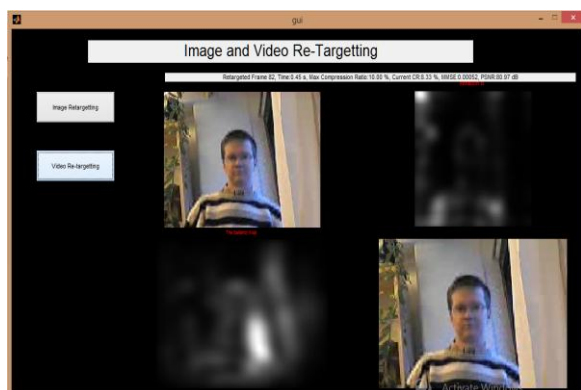 gui
Image and Video Re-Targetting
Retargeted Frame 82, Time:0.45 s, Max Compression Ratio:10.00 %, Current CR:8.33 %, NMSE:0.00052, PSNR:80.97 dB
Image Retargetting
Video Re-targetting
Activate Windows